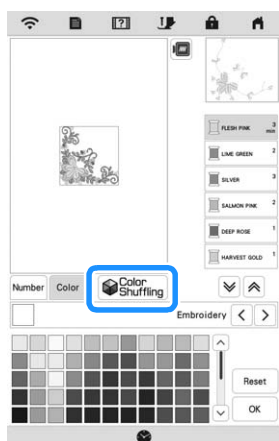 FLESH PINK 3 min
LIME GREEN 2
SILVER 3
SALMON PINK 2
DEEP ROSE 1
HARVEST GOLD 1
Number Color Color Shuffling
Embroidery
Reset
OK